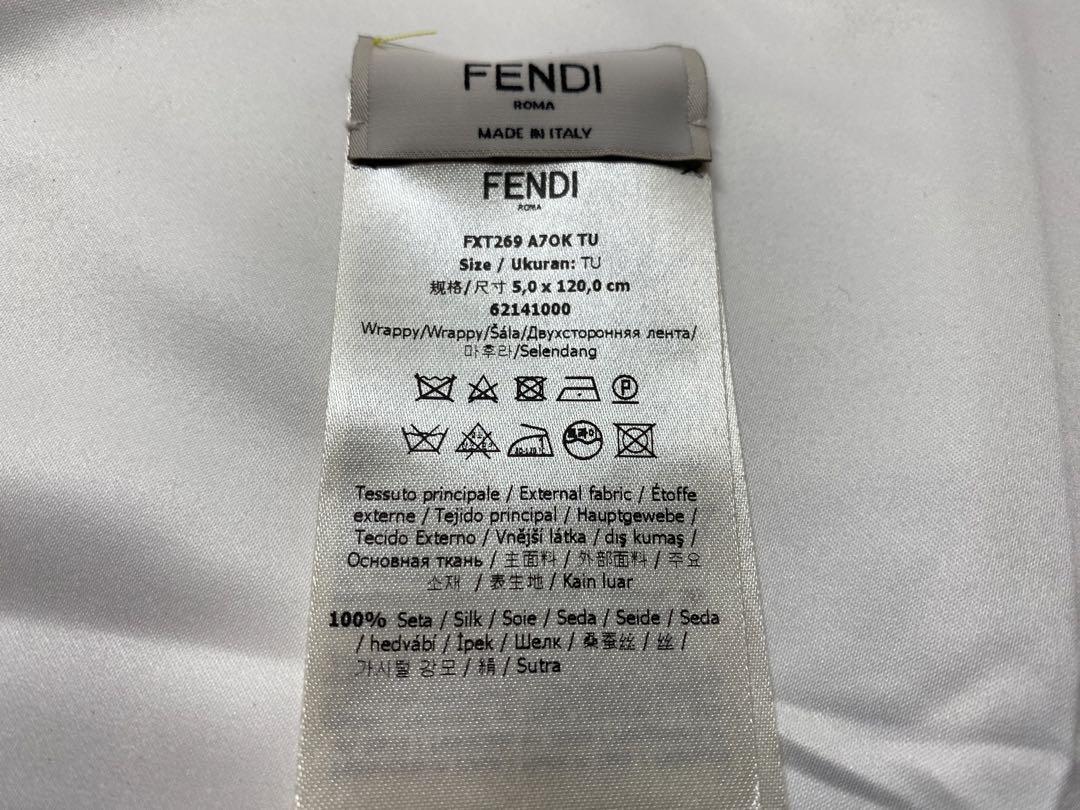 FENDI
ROMA
MADE IN ITALY
FENDI
ROMA
FXT269 A7OK TU
Size / Ukuran: TU
规格/尺寸 5,0 x 120,0 cm
62141000
Wrappy/Wrappy/Šála/Двухсторонняя лента/
마후라/Selendang
P
Tessuto principale / External fabric / Étoffe
externe / Tejido principal / Hauptgewebe /
Tecido Externo / Vnější látka / dış kumaş /
Основная ткань / 主面料 / 外部面料 / 주요
소재 / 表生地 / Kain luar
100% Seta / Silk / Soie / Seda / Seide / Seda
/ hedvábí / İpek / Шелк / 桑蚕丝 / 丝 /
가시털 강모 / 絹 / Sutra